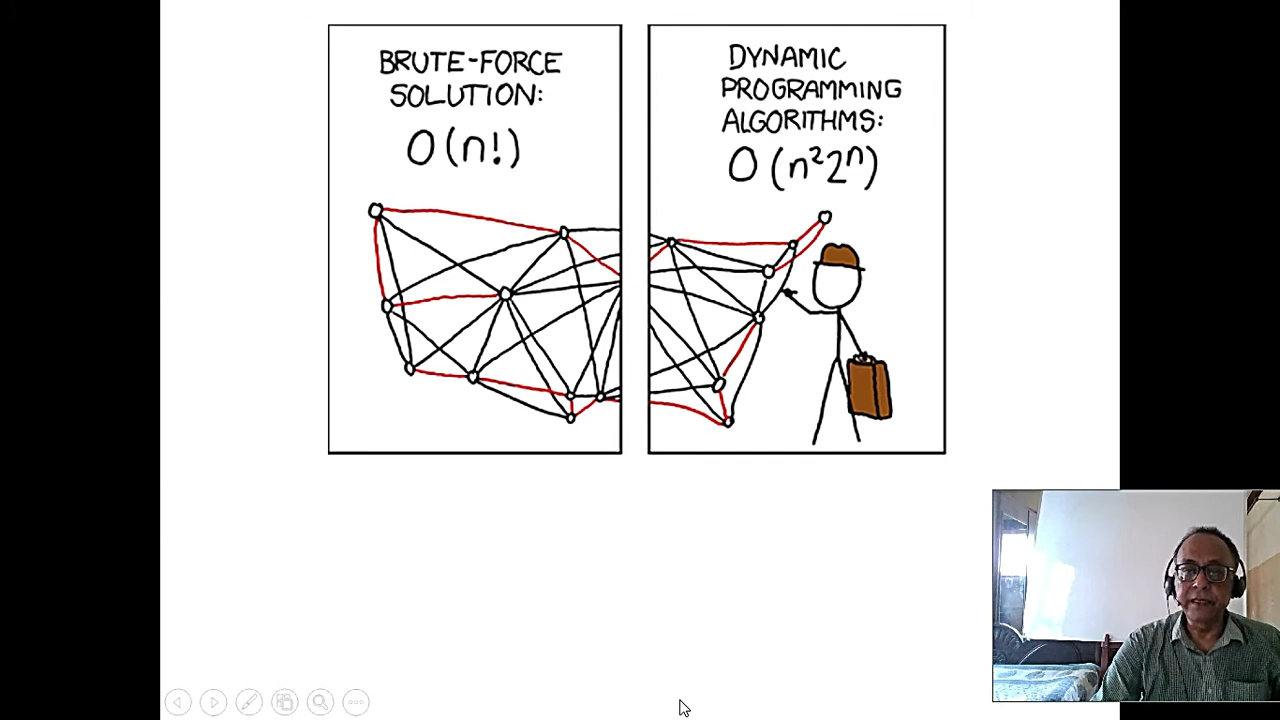 BRUTE-FORCE
SOLUTION:
O(n!)
DYNAMIC
PROGRAMMING
ALGORITHMS:
O(n²2ⁿ)